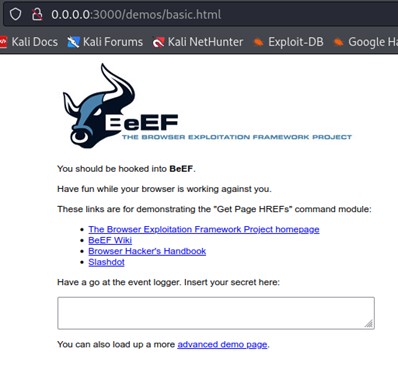 0.0.0.0:3000/demos/basic.html
Kali Docs Kali Forums Kali NetHunter Exploit-DB Google Ha
BeEF
THE BROWSER EXPLOITATION FRAMEWORK PROJECT
You should be hooked into BeEF.
Have fun while your browser is working against you.
These links are for demonstrating the "Get Page HREFs" command module:
The Browser Exploitation Framework Project homepage
BeEF Wiki
Browser Hacker's Handbook
Slashdot
Have a go at the event logger. Insert your secret here:
You can also load up a more advanced demo page.